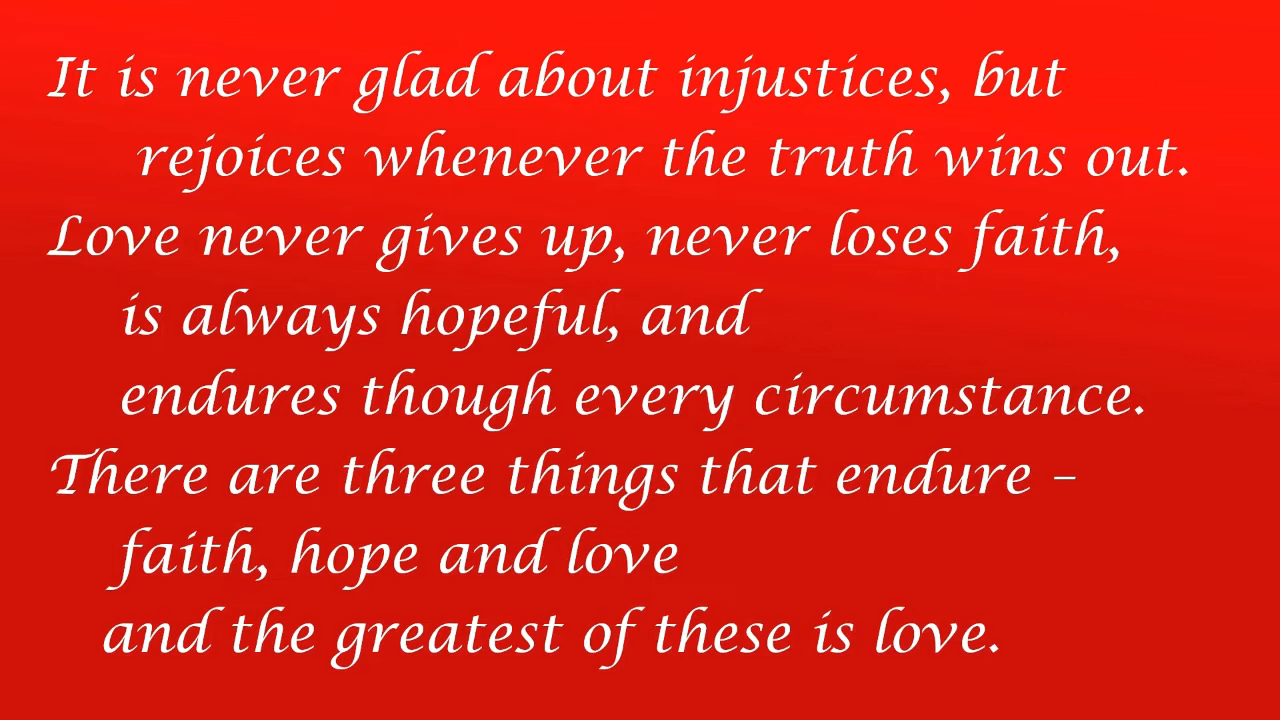 It is never glad about injustices, but
rejoices whenever the truth wins out.
Love never gives up, never loses faith,
is always hopeful, and
endures though every circumstance.
There are three things that endure –
faith, hope and love
and the greatest of these is love.